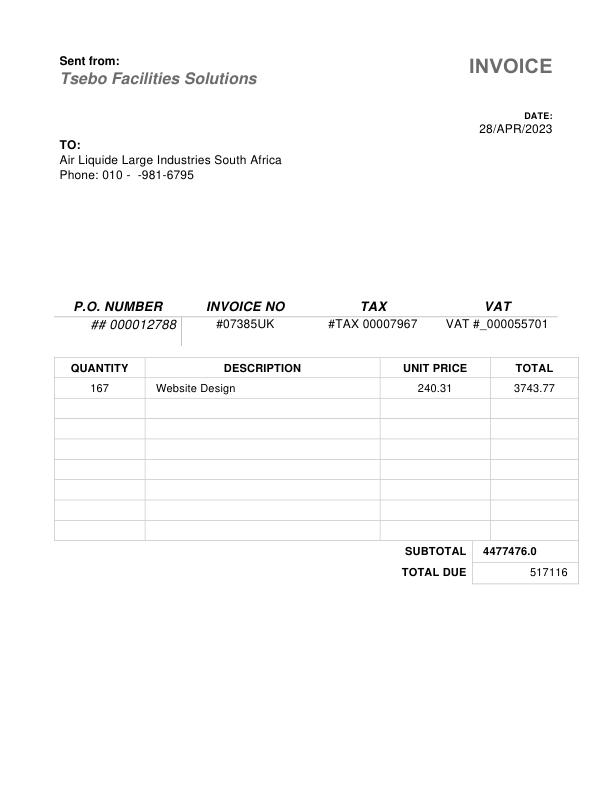 Sent from:
Tsebo Facilities Solutions
INVOICE
DATE:
28/APR/2023
TO:
Air Liquide Large Industries South Africa
Phone: 010 -  -981-6795
P.O. NUMBER INVOICE NO TAX VAT
## 000012788 #07385UK #TAX 00007967 VAT #_000055701
QUANTITY DESCRIPTION UNIT PRICE TOTAL
167 Website Design 240.31 3743.77
SUBTOTAL 4477476.0
TOTAL DUE 517116